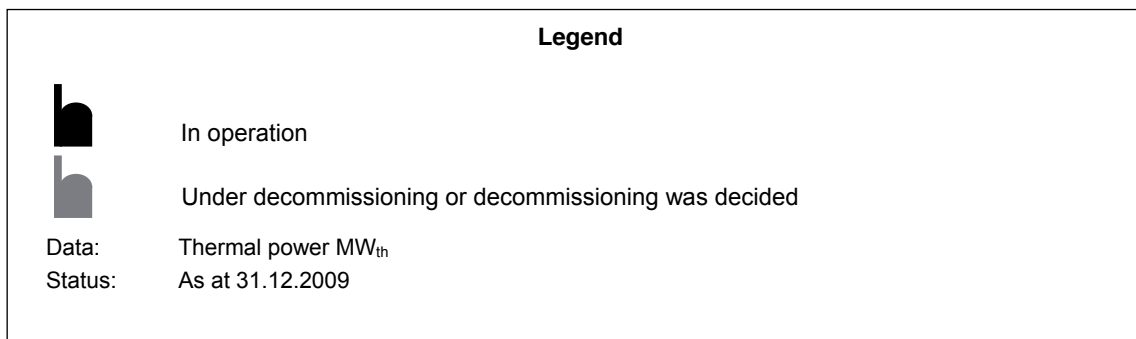 Legend
In operation
Under decommissioning or decommissioning was decided
Data: Thermal power MWth
Status: As at 31.12.2009